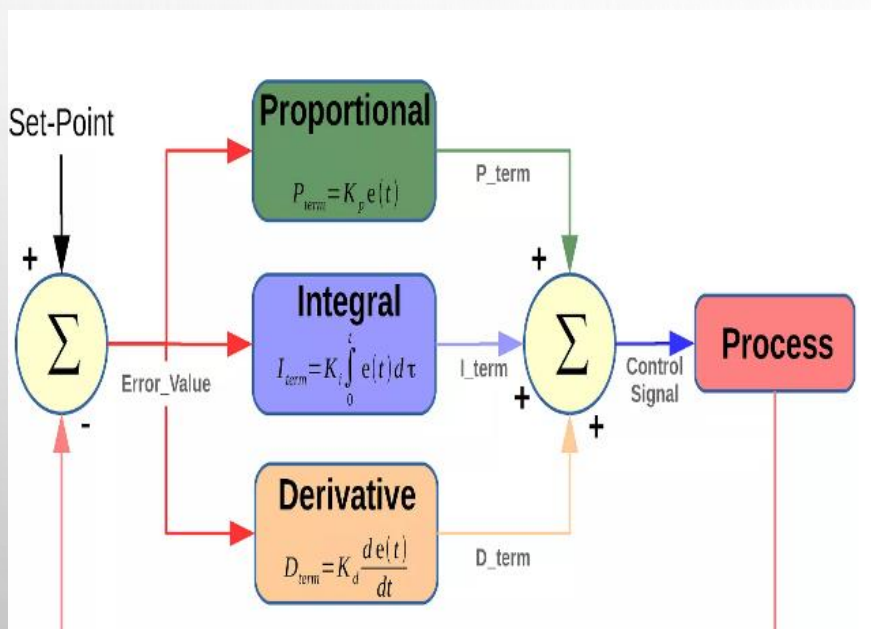 Set-Point
+
Σ
-
Error_Value
Proportional
P_term=K_p e(t)
Integral
I_term=K_i∫_0^t e(t)dτ
Derivative
D_term=K_d de(t)/dt
P_term
I_term
D_term
+
+
+
Σ
Control
Signal
Process